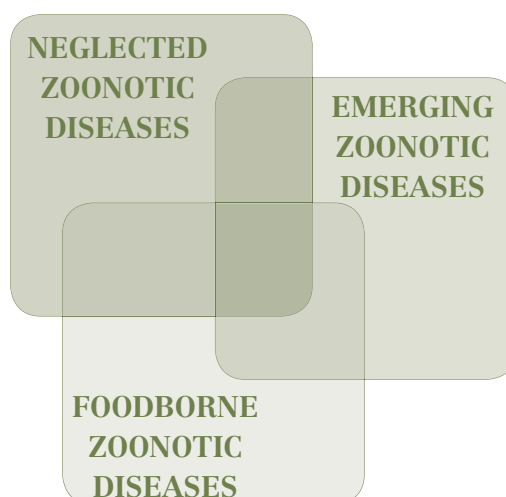 NEGLECTED
ZOONOTIC
DISEASES
EMERGING
ZOONOTIC
DISEASES
FOODBORNE
ZOONOTIC
DISEASES